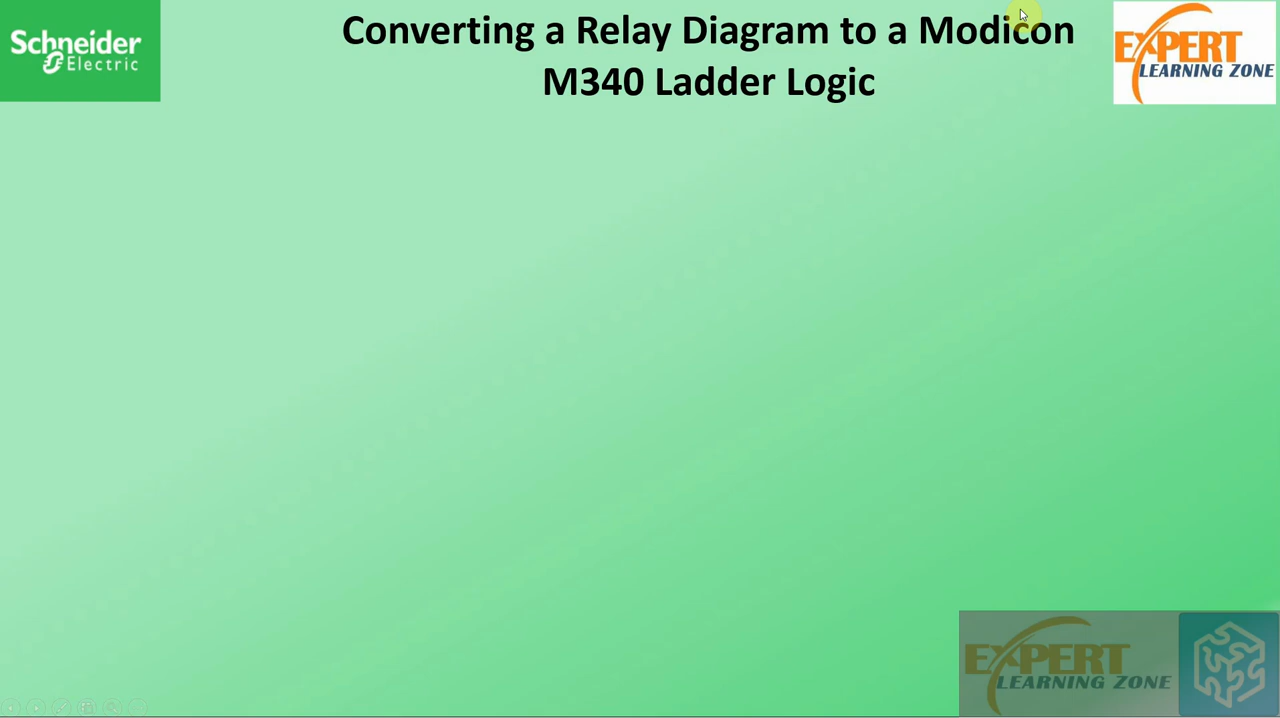 Schneider
Electric
Converting a Relay Diagram to a Modicon
M340 Ladder Logic
EXPERT
LEARNING ZONE
EXPERT
LEARNING ZONE